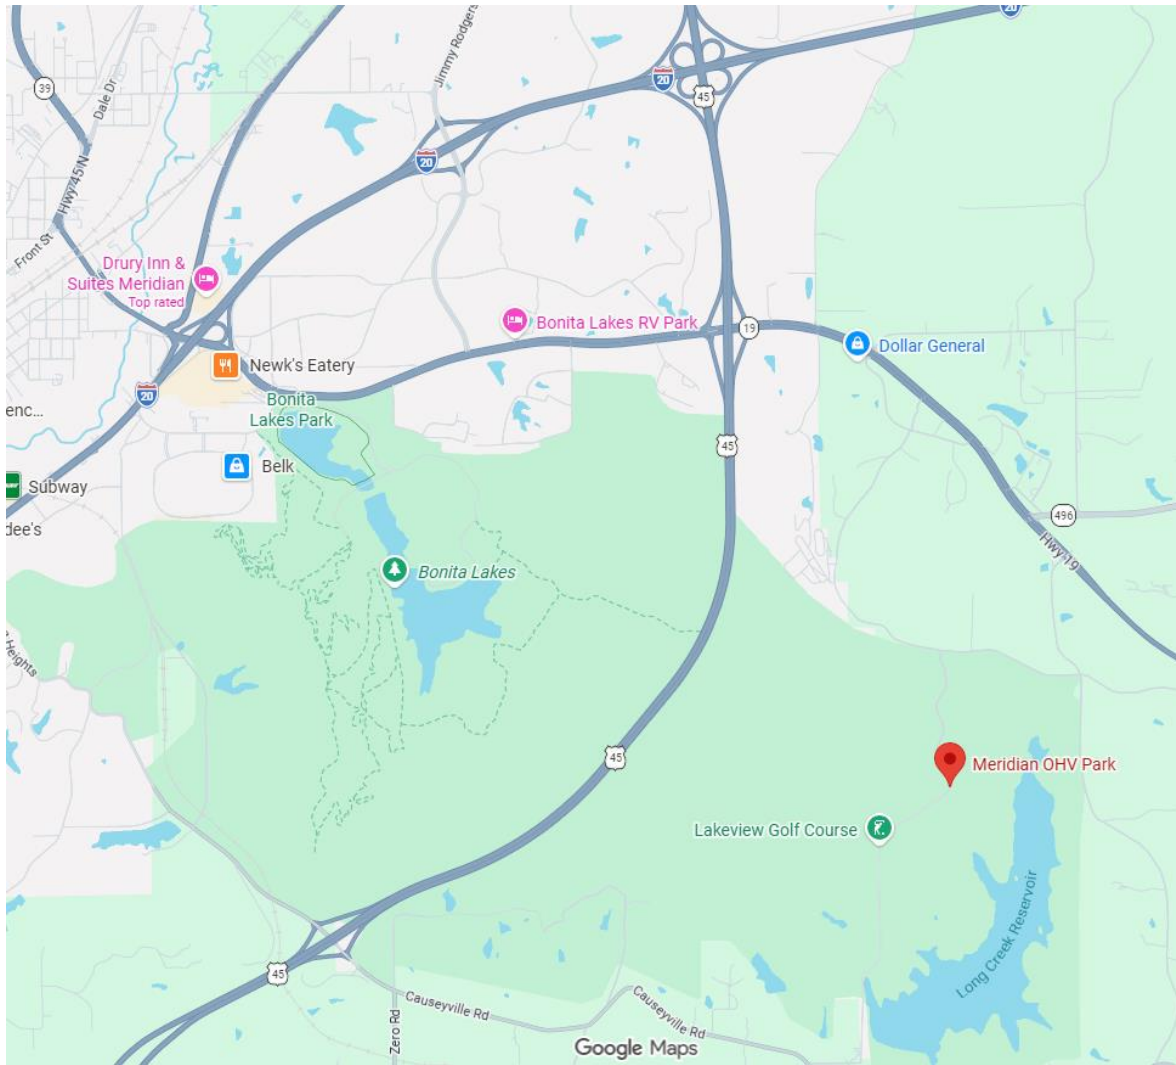 20
Jimmy Rodgers
39
Dale Dr
20
45
Hwy 45 N
20
Front St
Drury Inn &
Suites Meridian
Top rated
Bonita Lakes RV Park
19
Dollar General
Newk's Eatery
20
Bonita
Lakes Park
enc...
45
Belk
Subway
496
dee's
Hwy 19
Bonita Lakes
Heights
45
Meridian OHV Park
Lakeview Golf Course
Long Creek Reservoir
45
Causeyville Rd
Causeyville Rd
Zero Rd
Google Maps